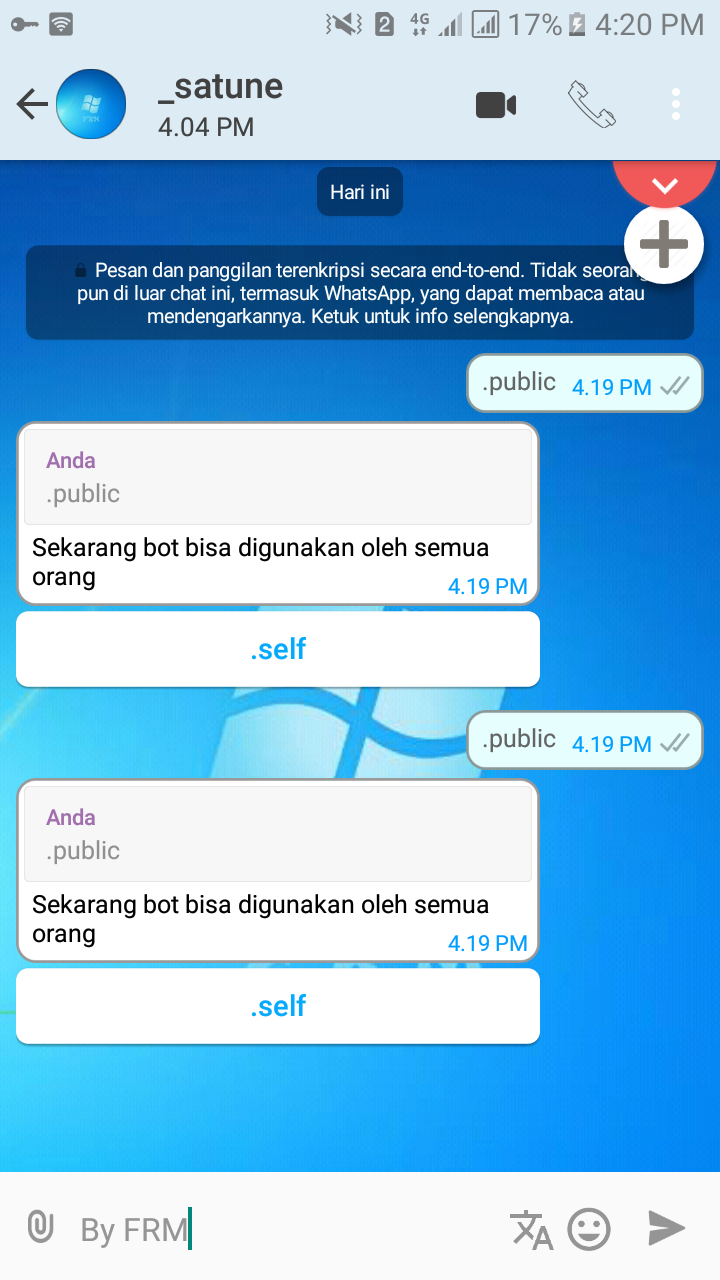 2 4G 17% 4:20 PM
_satune
4.04 PM
Hari ini
Pesan dan panggilan terenkripsi secara end-to-end. Tidak seorang
pun di luar chat ini, termasuk WhatsApp, yang dapat membaca atau
mendengarkannya. Ketuk untuk info selengkapnya.
.public 4.19 PM
Anda
.public
Sekarang bot bisa digunakan oleh semua
orang
4.19 PM
.self
.public 4.19 PM
Anda
.public
Sekarang bot bisa digunakan oleh semua
orang
4.19 PM
.self
By FRM